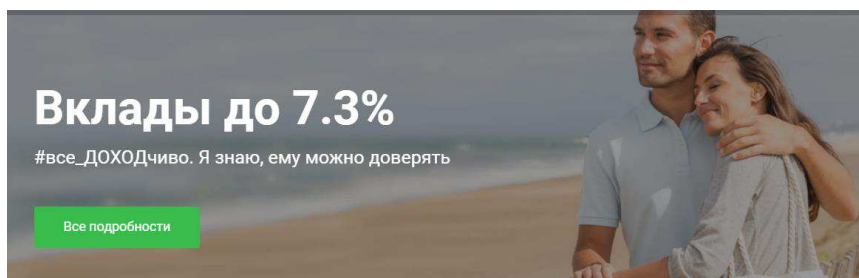 Вклады до 7.3%
#все_ДОХОДчиво. Я знаю, ему можно доверять
Все подробности